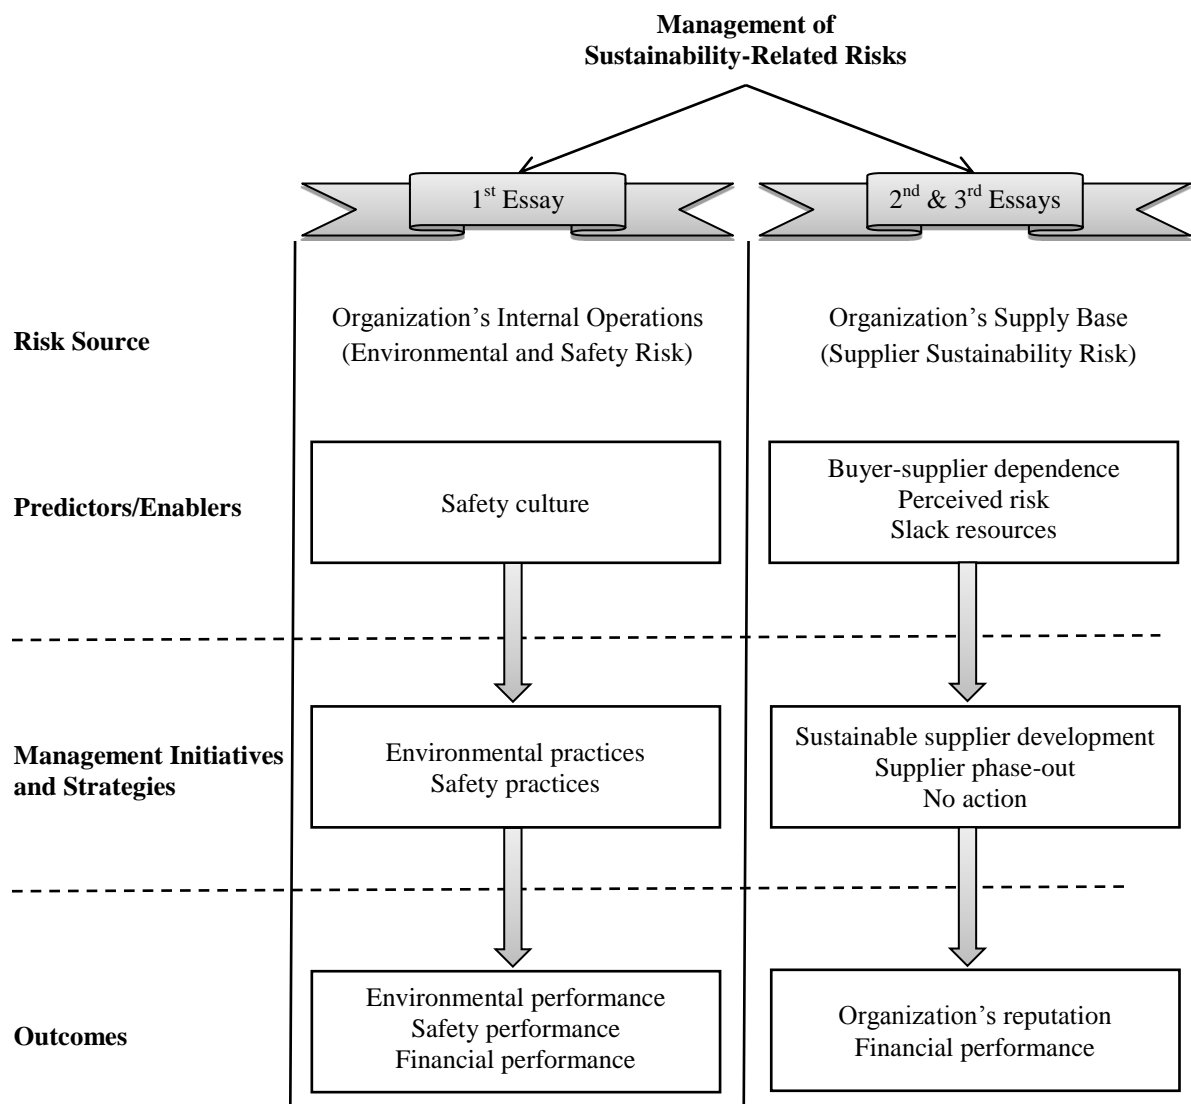 Management of
Sustainability-Related Risks
1st Essay
2nd & 3rd Essays
Risk Source
Organization’s Internal Operations
(Environmental and Safety Risk)
Organization’s Supply Base
(Supplier Sustainability Risk)
Predictors/Enablers
Safety culture
Buyer-supplier dependence
Perceived risk
Slack resources
Management Initiatives
and Strategies
Environmental practices
Safety practices
Sustainable supplier development
Supplier phase-out
No action
Outcomes
Environmental performance
Safety performance
Financial performance
Organization’s reputation
Financial performance